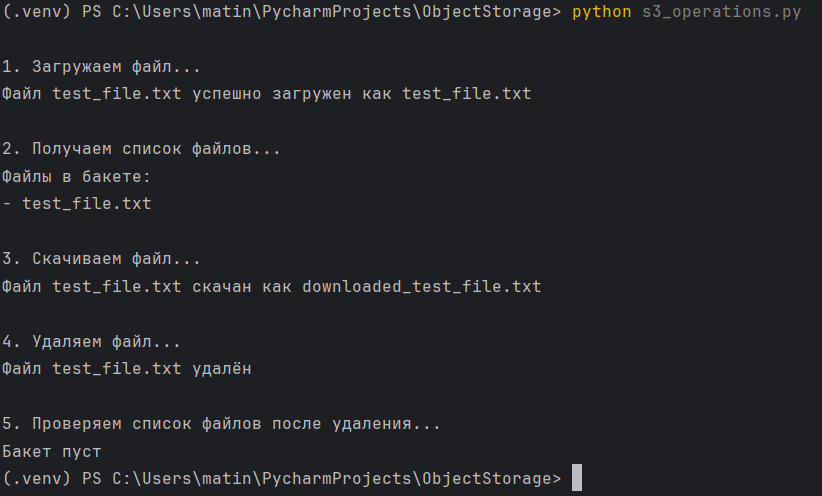 (.venv) PS C:\Users\matin\PycharmProjects\ObjectStorage> python s3_operations.py
1. Загружаем файл...
Файл test_file.txt успешно загружен как test_file.txt
2. Получаем список файлов...
Файлы в бакете:
- test_file.txt
3. Скачиваем файл...
Файл test_file.txt скачан как downloaded_test_file.txt
4. Удаляем файл...
Файл test_file.txt удалён
5. Проверяем список файлов после удаления...
Бакет пуст
(.venv) PS C:\Users\matin\PycharmProjects\ObjectStorage>